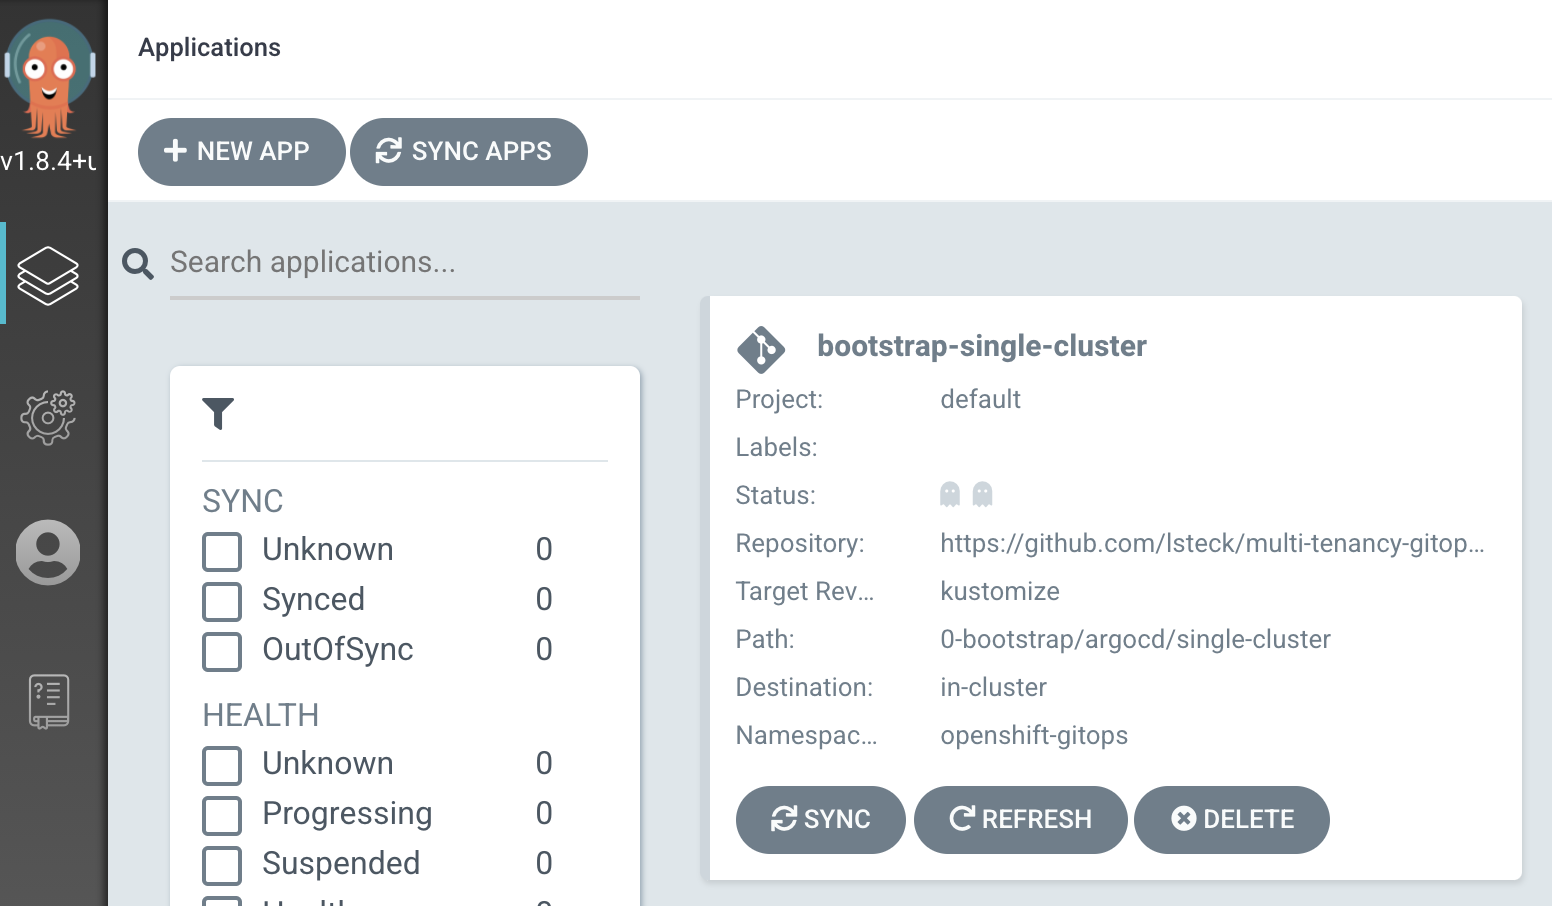 Applications
v1.8.4+u
NEW APP
SYNC APPS
Search applications...
SYNC
Unknown 0
Synced 0
OutOfSync 0
HEALTH
Unknown 0
Progressing 0
Suspended 0
bootstrap-single-cluster
Project: default
Labels:
Status:
Repository: https://github.com/lsteck/multi-tenancy-gitop...
Target Rev... kustomize
Path: 0-bootstrap/argocd/single-cluster
Destination: in-cluster
Namespac... openshift-gitops
SYNC
REFRESH
DELETE